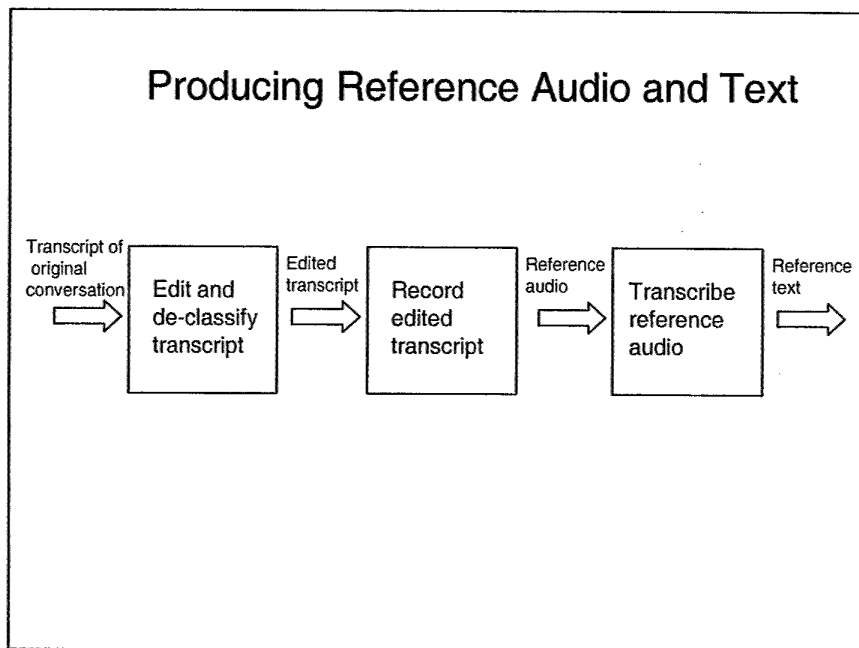 Producing Reference Audio and Text
Transcript of
original
conversation
Edit and
de-classify
transcript
Edited
transcript
Record
edited
transcript
Reference
audio
Transcribe
reference
audio
Reference
text